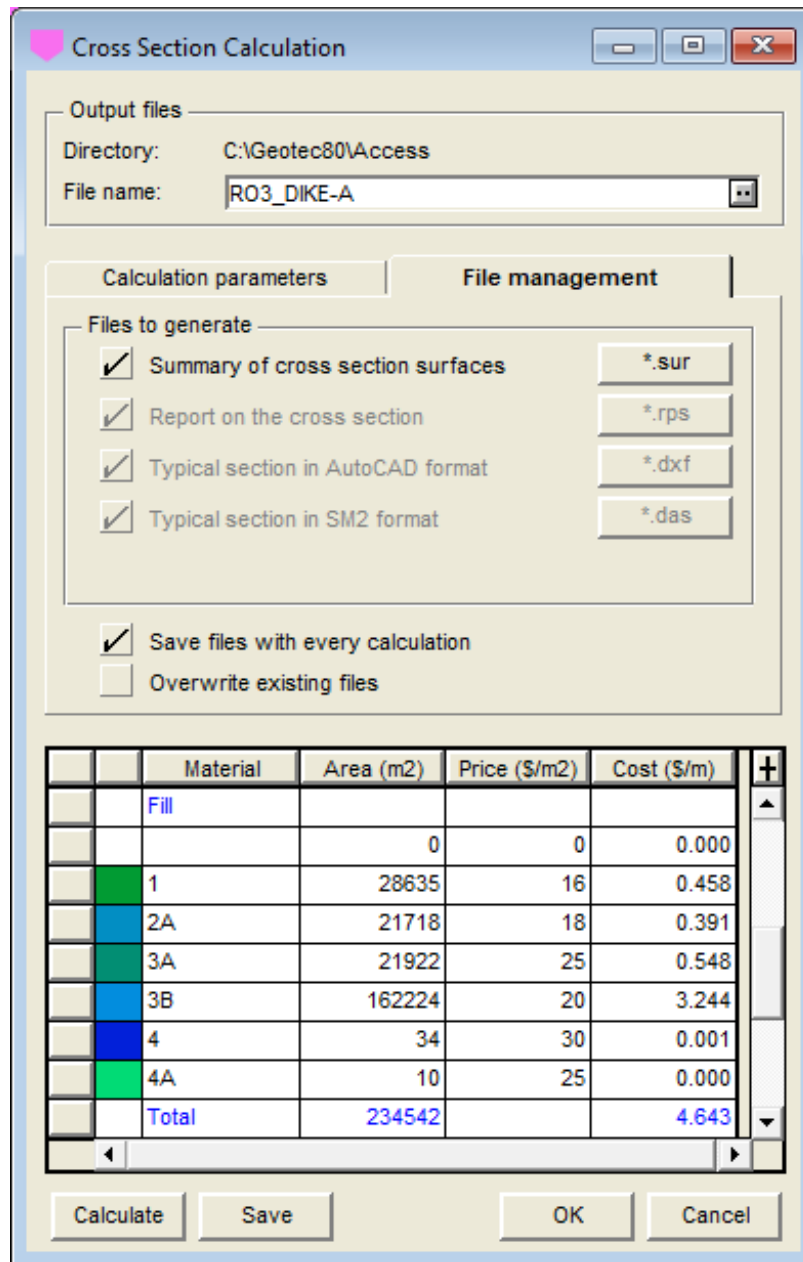 Cross Section Calculation
Output files
Directory: C:\Geotec80\Access
File name: RO3_DIKE-A
Calculation parameters File management
Files to generate
Summary of cross section surfaces *.sur
Report on the cross section *.rps
Typical section in AutoCAD format *.dxf
Typical section in SM2 format *.das
Save files with every calculation
Overwrite existing files
Material Area (m2) Price ($/m2) Cost ($/m)
Fill
0 0 0.000
1 28635 16 0.458
2A 21718 18 0.391
3A 21922 25 0.548
3B 162224 20 3.244
4 34 30 0.001
4A 10 25 0.000
Total 234542 4.643
Calculate Save OK Cancel